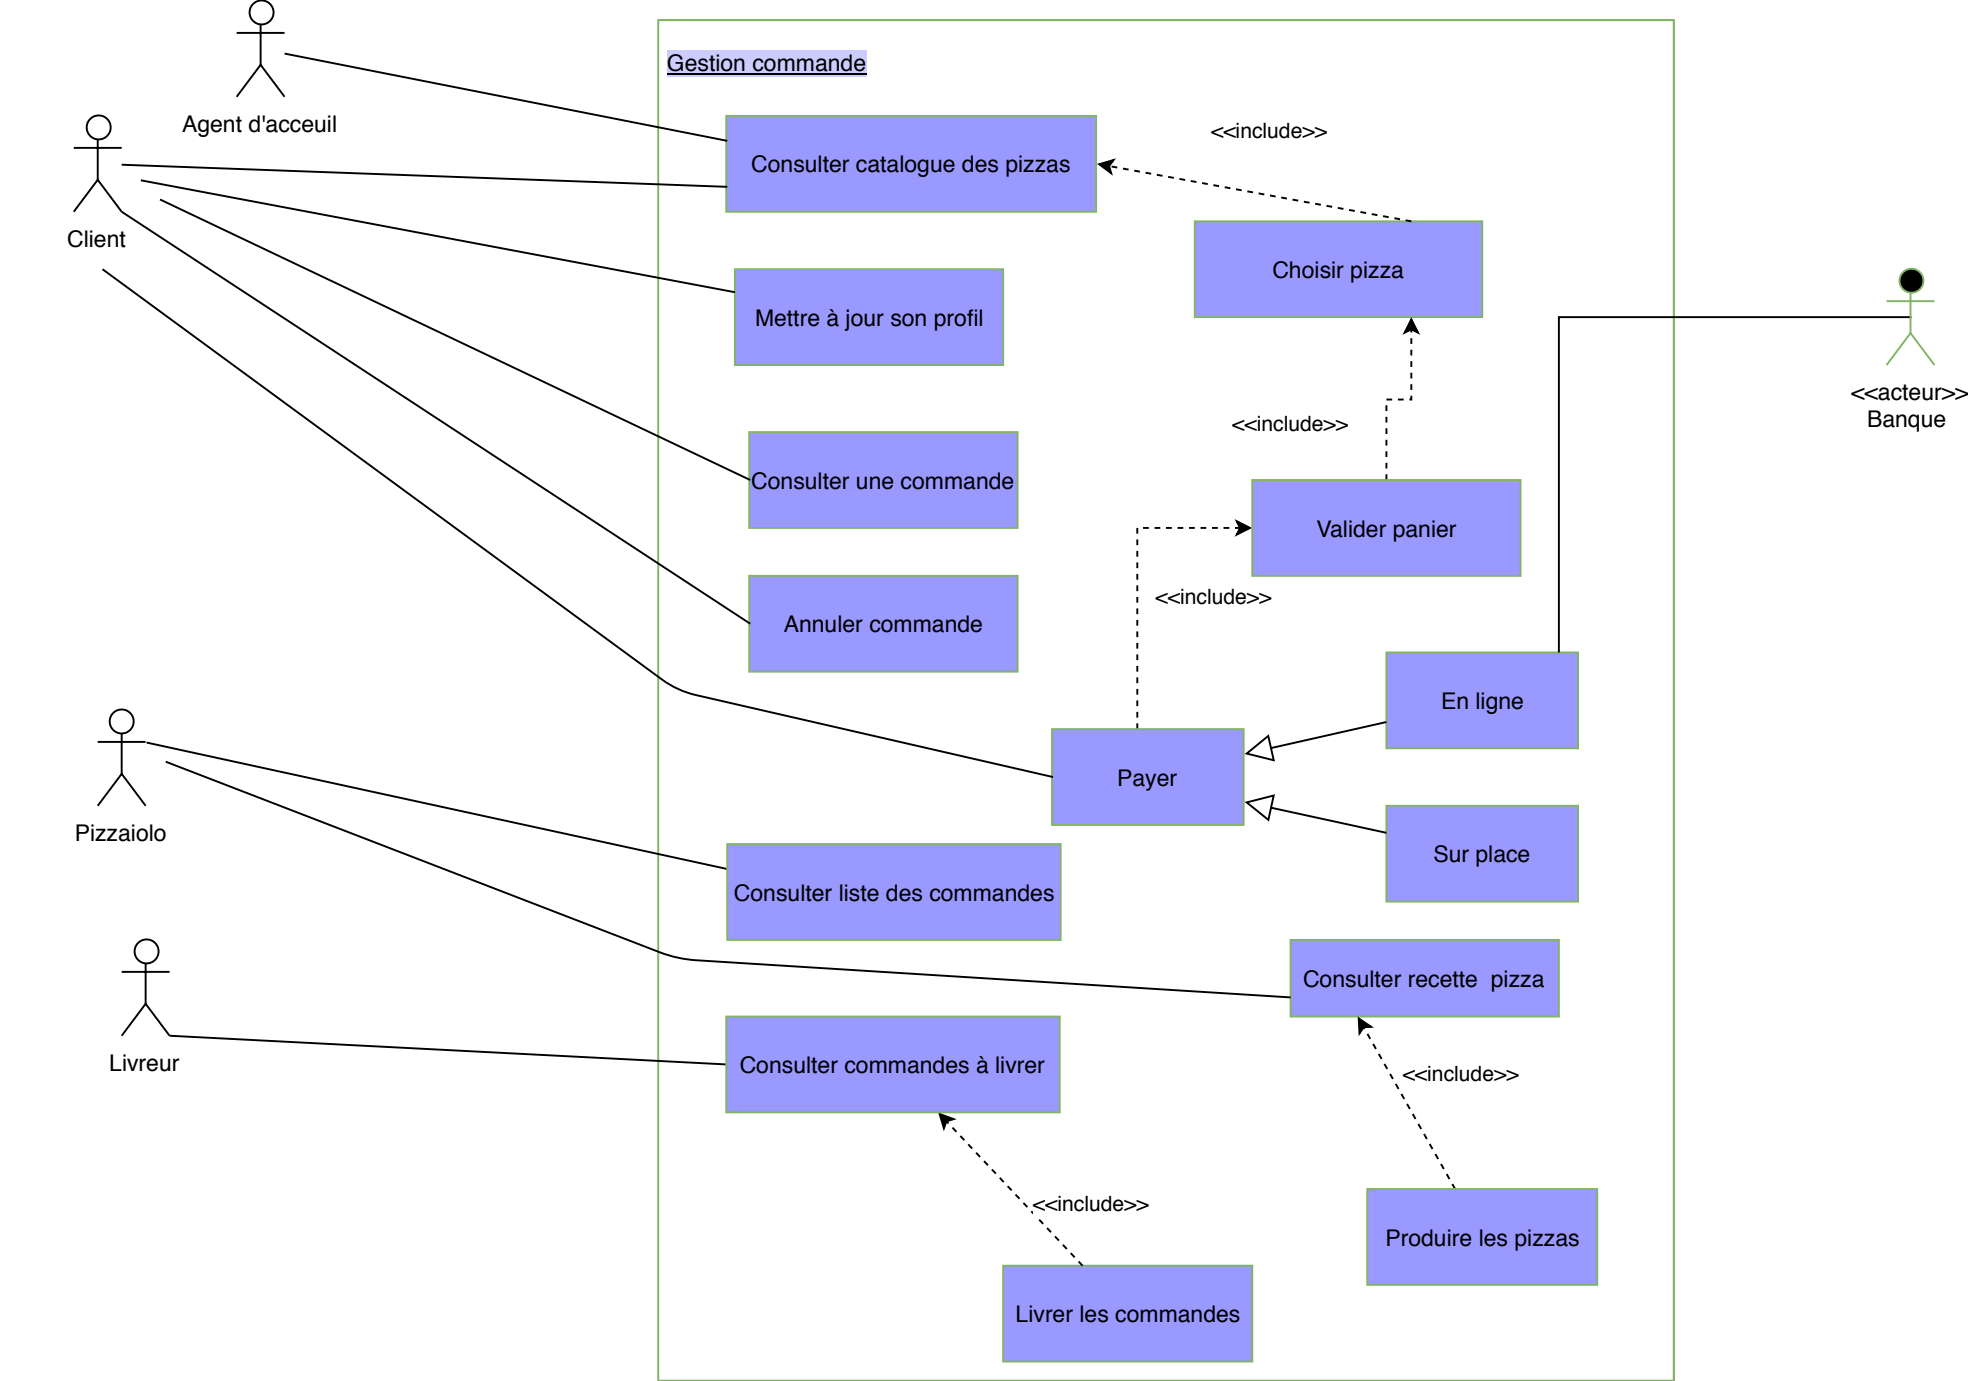 Agent d'acceuil
Gestion commande
<<include>>
Consulter catalogue des pizzas
Client
Choisir pizza
Mettre à jour son profil
<<acteur>>
Banque
<<include>>
Consulter une commande
Valider panier
<<include>>
Annuler commande
En ligne
Payer
Pizzaiolo
Sur place
Consulter liste des commandes
Consulter recette  pizza
Livreur
Consulter commandes à livrer
<<include>>
<<include>>
Produire les pizzas
Livrer les commandes